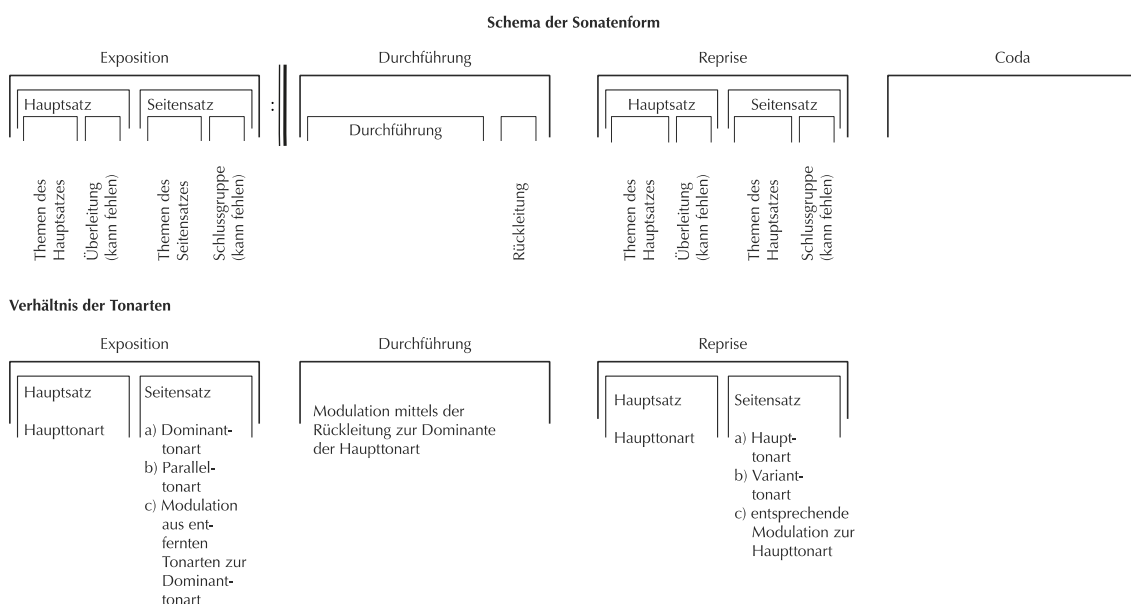 Schema der Sonatenform
Exposition
Durchführung
Reprise
Coda
Hauptsatz
Seitensatz
:
Durchführung
Hauptsatz
Seitensatz
Themen des
Hauptsatzes
Überleitung
(kann fehlen)
Themen des
Seitensatzes
Schlussgruppe
(kann fehlen)
Rückleitung
Themen des
Hauptsatzes
Überleitung
(kann fehlen)
Themen des
Hauptsatzes
Schlussgruppe
(kann fehlen)
Verhältnis der Tonarten
Exposition
Durchführung
Reprise
Hauptsatz
Haupttonart
Seitensatz
a) Dominant-
tonart
b) Parallel-
tonart
c) Modulation
aus ent-
fernten
Tonarten zur
Dominant-
tonart
Modulation mittels der
Rückleitung zur Dominante
der Haupttonart
Hauptsatz
Haupttonart
Seitensatz
a) Haupt-
tonart
b) Variant-
tonart
c) entsprechende
Modulation zur
Haupttonart